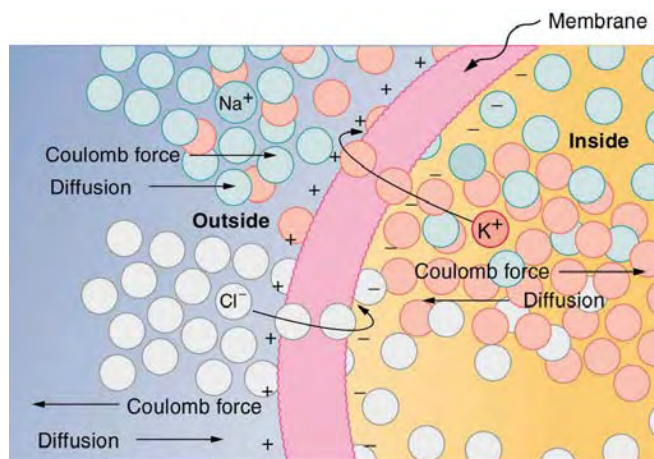 Membrane
Na⁺
Inside
Coulomb force
Diffusion
Outside
K⁺
Coulomb force
Cl⁻
Diffusion
Coulomb force
Diffusion
+
+
+
+
+
+
+
+
+
+
−
−
−
−
−
−
−
−
−
−